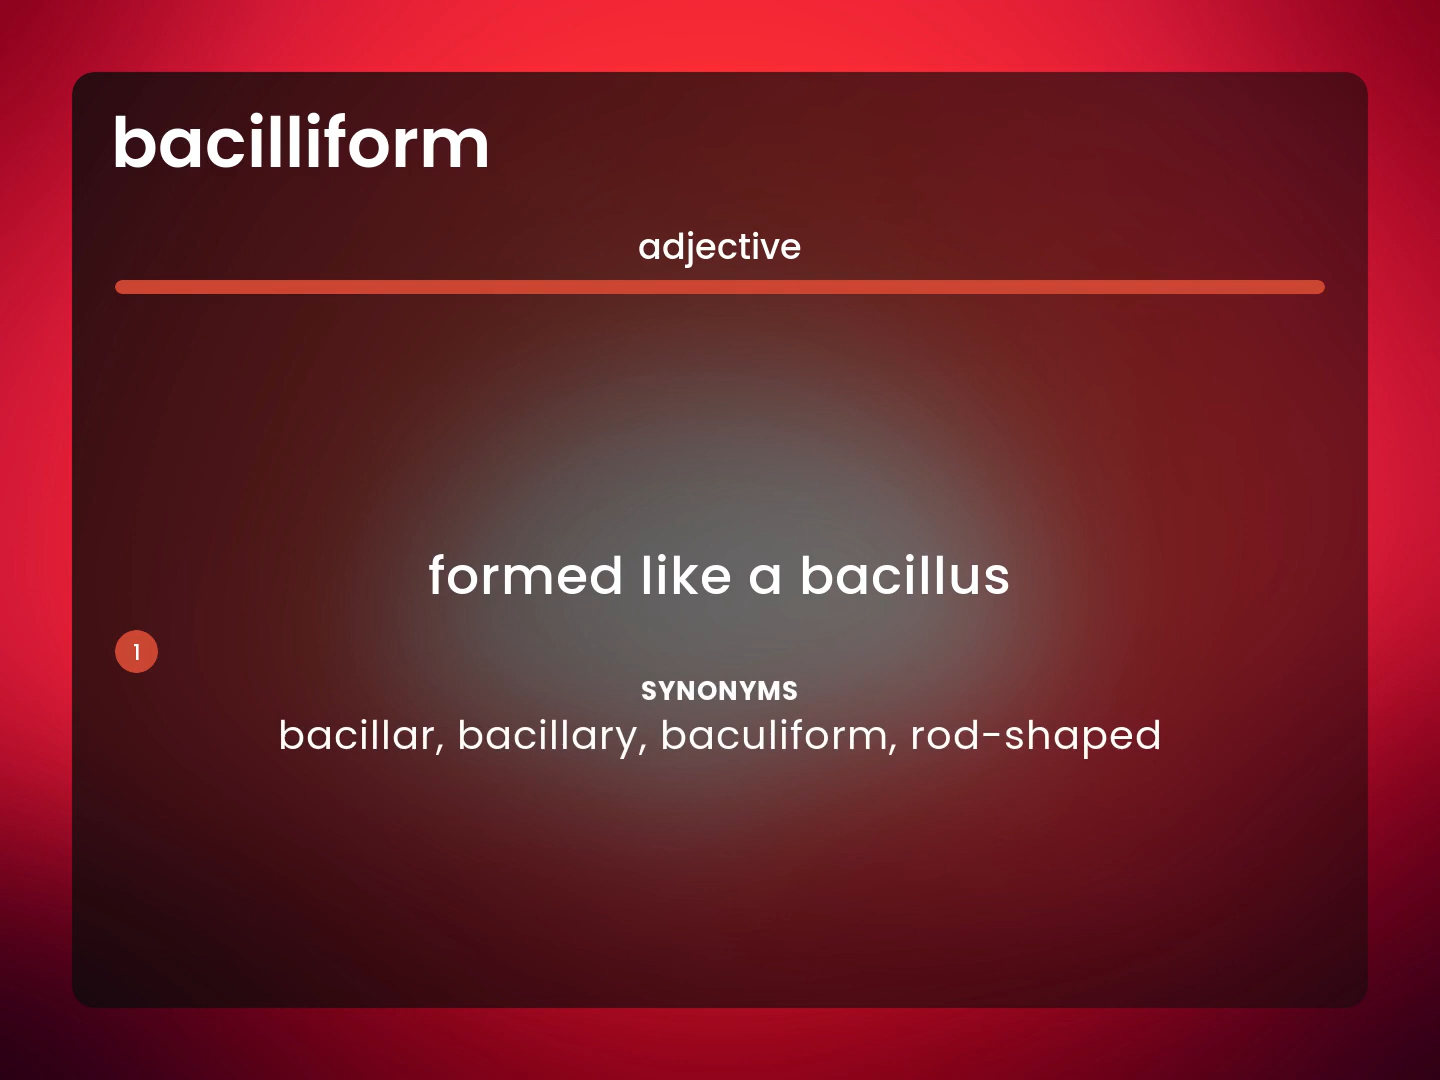 bacilliform
adjective
formed like a bacillus
1
SYNONYMS
bacillar, bacillary, baculiform, rod-shaped